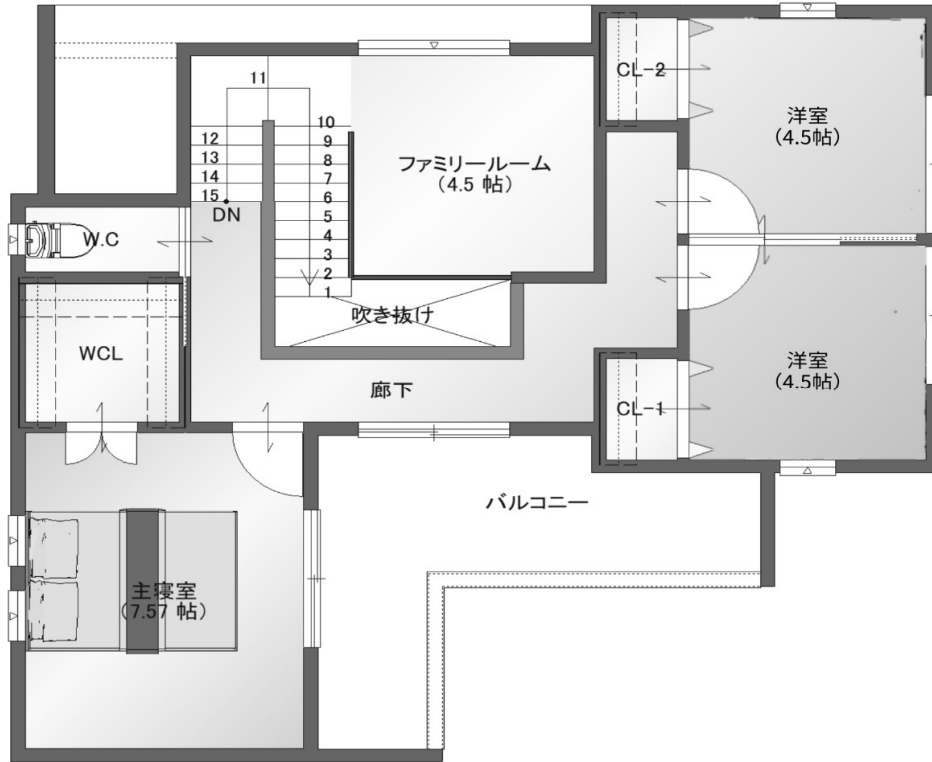 CL-2
洋室
(4.5帖)
11
10
12
9
13
8
14
7
15
6
DN
5
4
3
2
1
ファミリールーム
(4.5 帖)
W.C
吹き抜け
WCL
廊下
洋室
(4.5帖)
CL-1
バルコニー
主寝室
(7.57 帖)